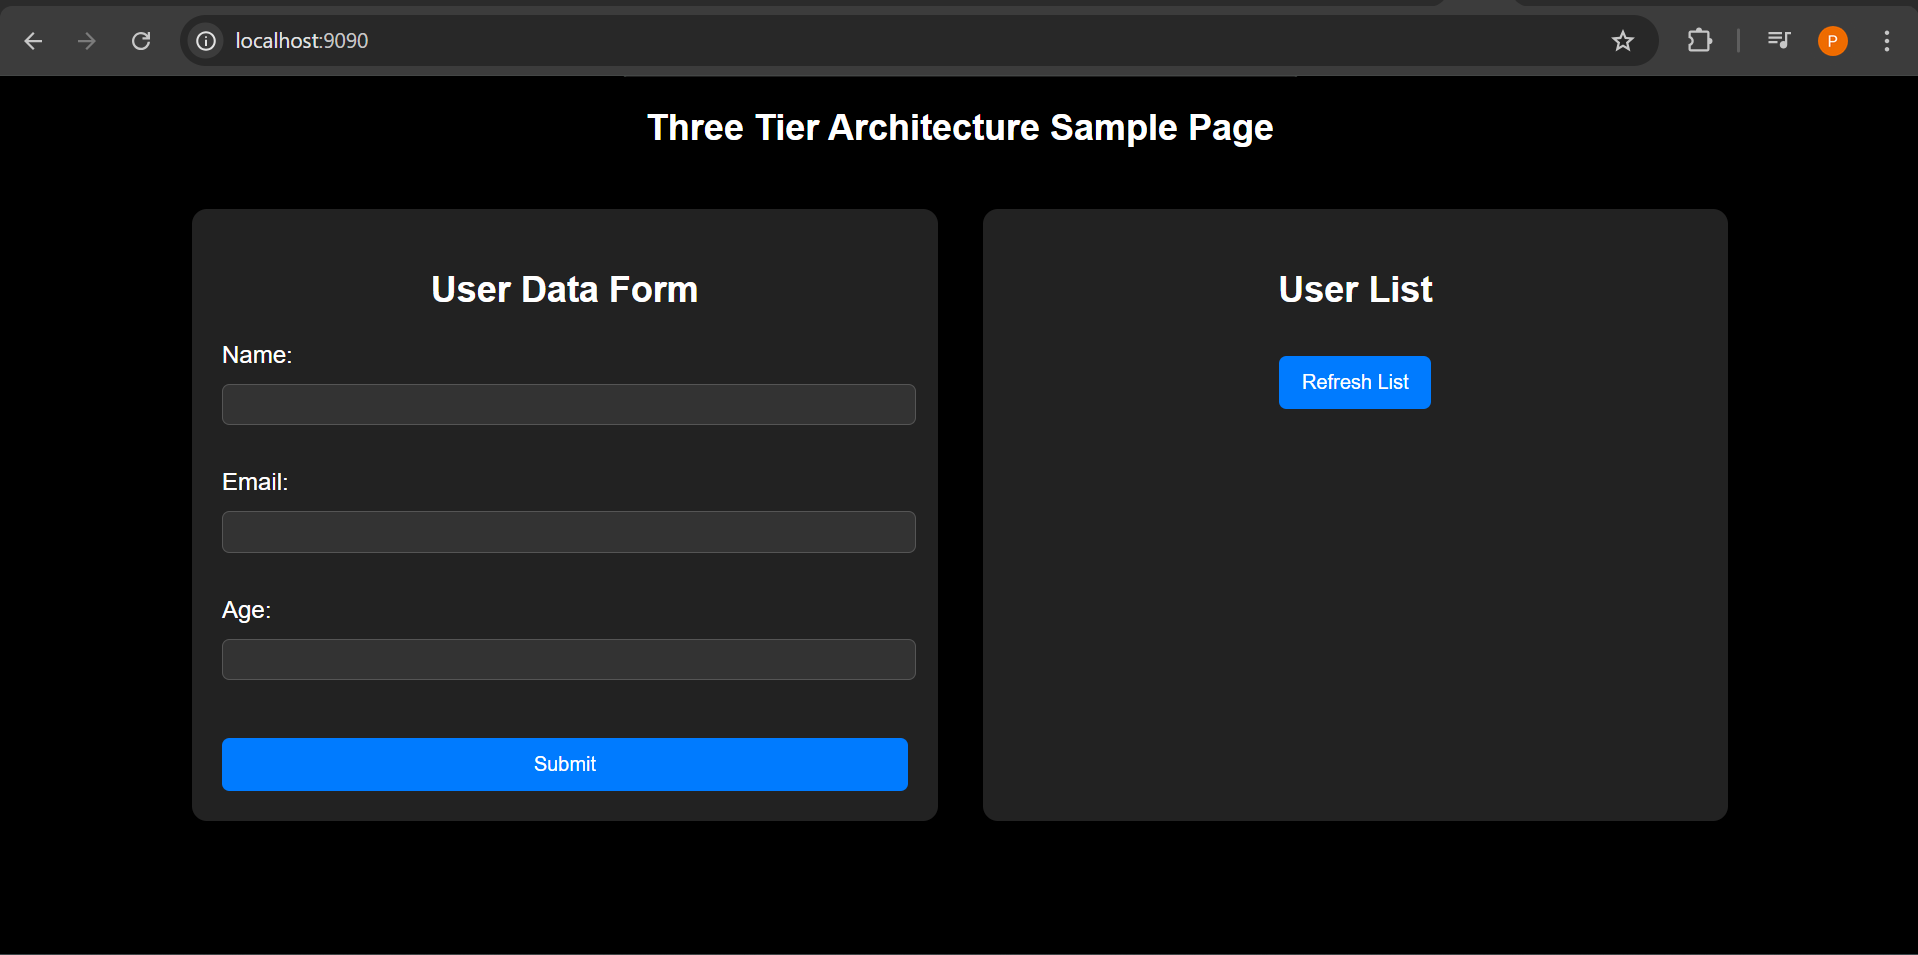 localhost:9090
P
Three Tier Architecture Sample Page
User Data Form
Name:
Email:
Age:
Submit
User List
Refresh List